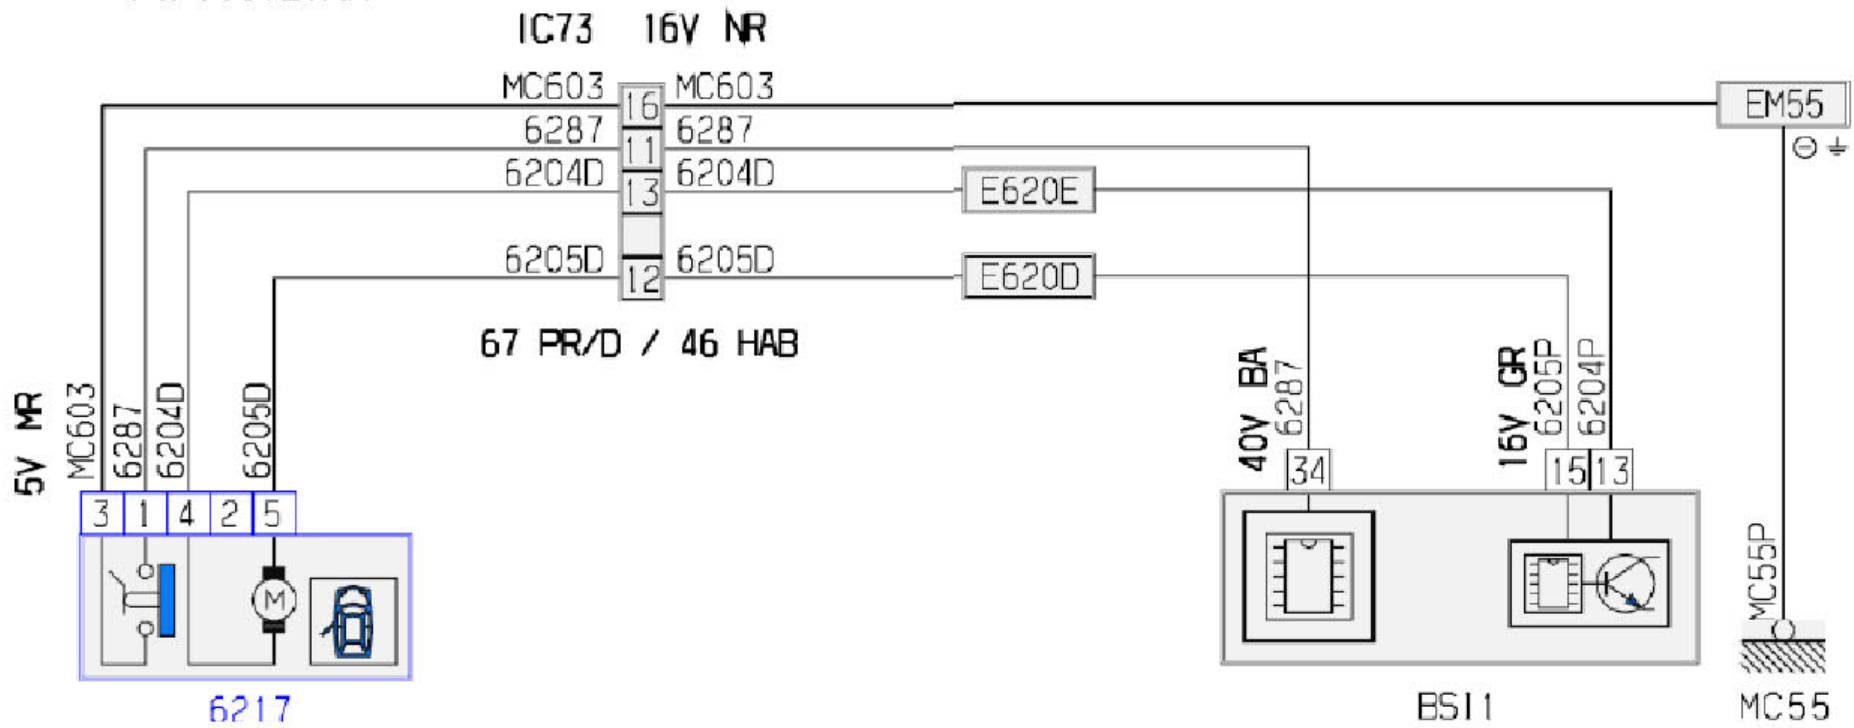 IC73 16V NR
MC603 16 MC603
EM55
6287 11 6287
6204D 13 6204D
E620E
6205D 12 6205D
E620D
67 PR/D / 46 HAB
5V MR
MC603
6287
6204D
6205D
40V BA
6287
16V GR
6205P
6204P
34
15 13
3 1 4 2 5
M
MC55P
6217
BSI1
MC55